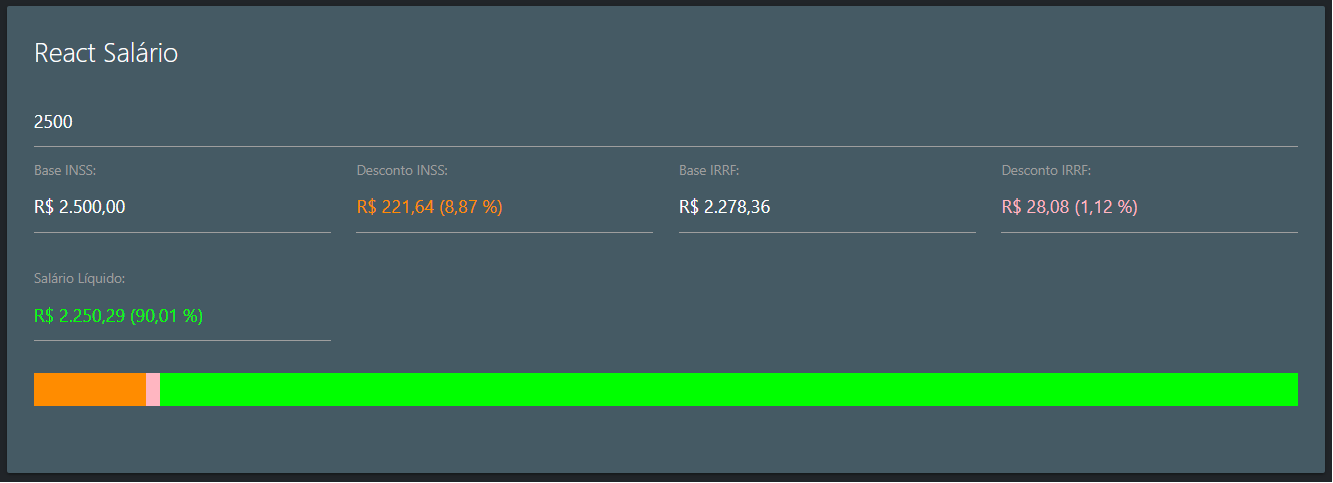 React Salário
2500
Base INSS: Desconto INSS: Base IRRF: Desconto IRRF:
R$ 2.500,00 R$ 221,64 (8,87 %) R$ 2.278,36 R$ 28,08 (1,12 %)
Salário Líquido:
R$ 2.250,29 (90,01 %)